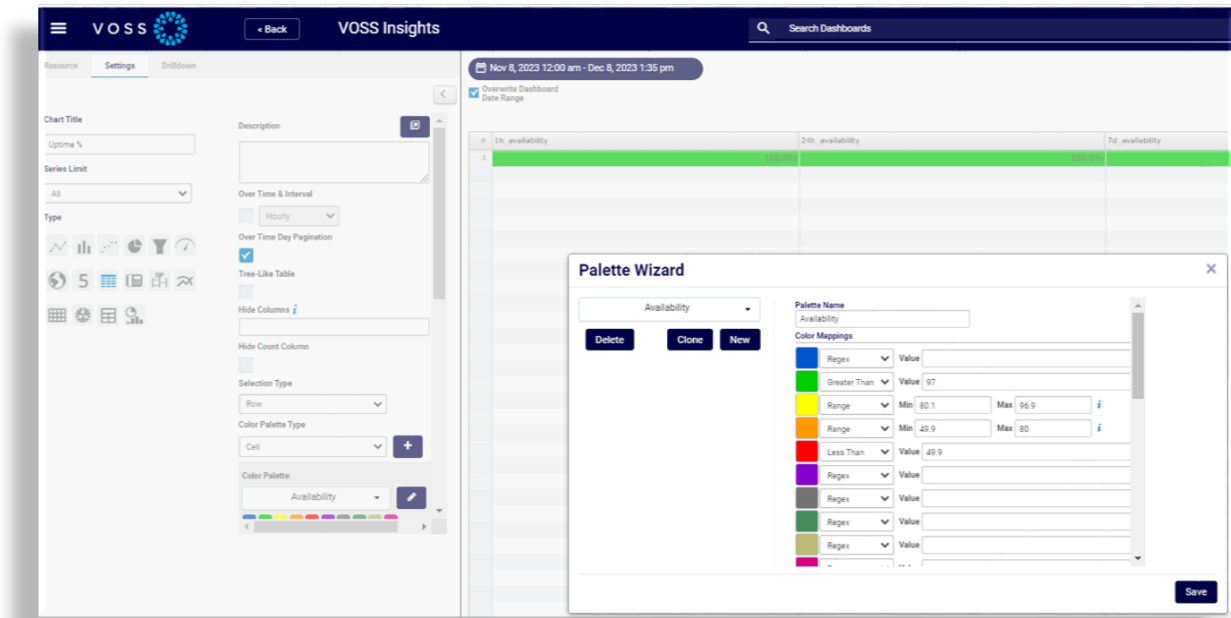 VOSS
« Back
VOSS Insights
Search Dashboards
Resource
Settings
Drilldown
Nov 8, 2023 12:00 am - Dec 8, 2023 1:35 pm
Overwrite Dashboard
Date Range
Chart Title
Uptime %
Series Limit
All
Type
5
Description
Over Time & Interval
Hourly
Over Time Day Pagination
Tree-Like Table
Hide Columns i
Hide Count Column
Selection Type
Row
Color Palette Type
Cell
+
Color Palette
Availability
# 1h_availability 24h_availability 7d_availability
1 100.0% 100.0%
Palette Wizard
×
Availability
Delete Clone New
Palette Name
Availability
Color Mappings
Regex Value
Greater Than Value 97
Range Min 80.1 Max 96.9 i
Range Min 49.9 Max 80 i
Less Than Value 49.9
Regex Value
Regex Value
Regex Value
Regex Value
Save